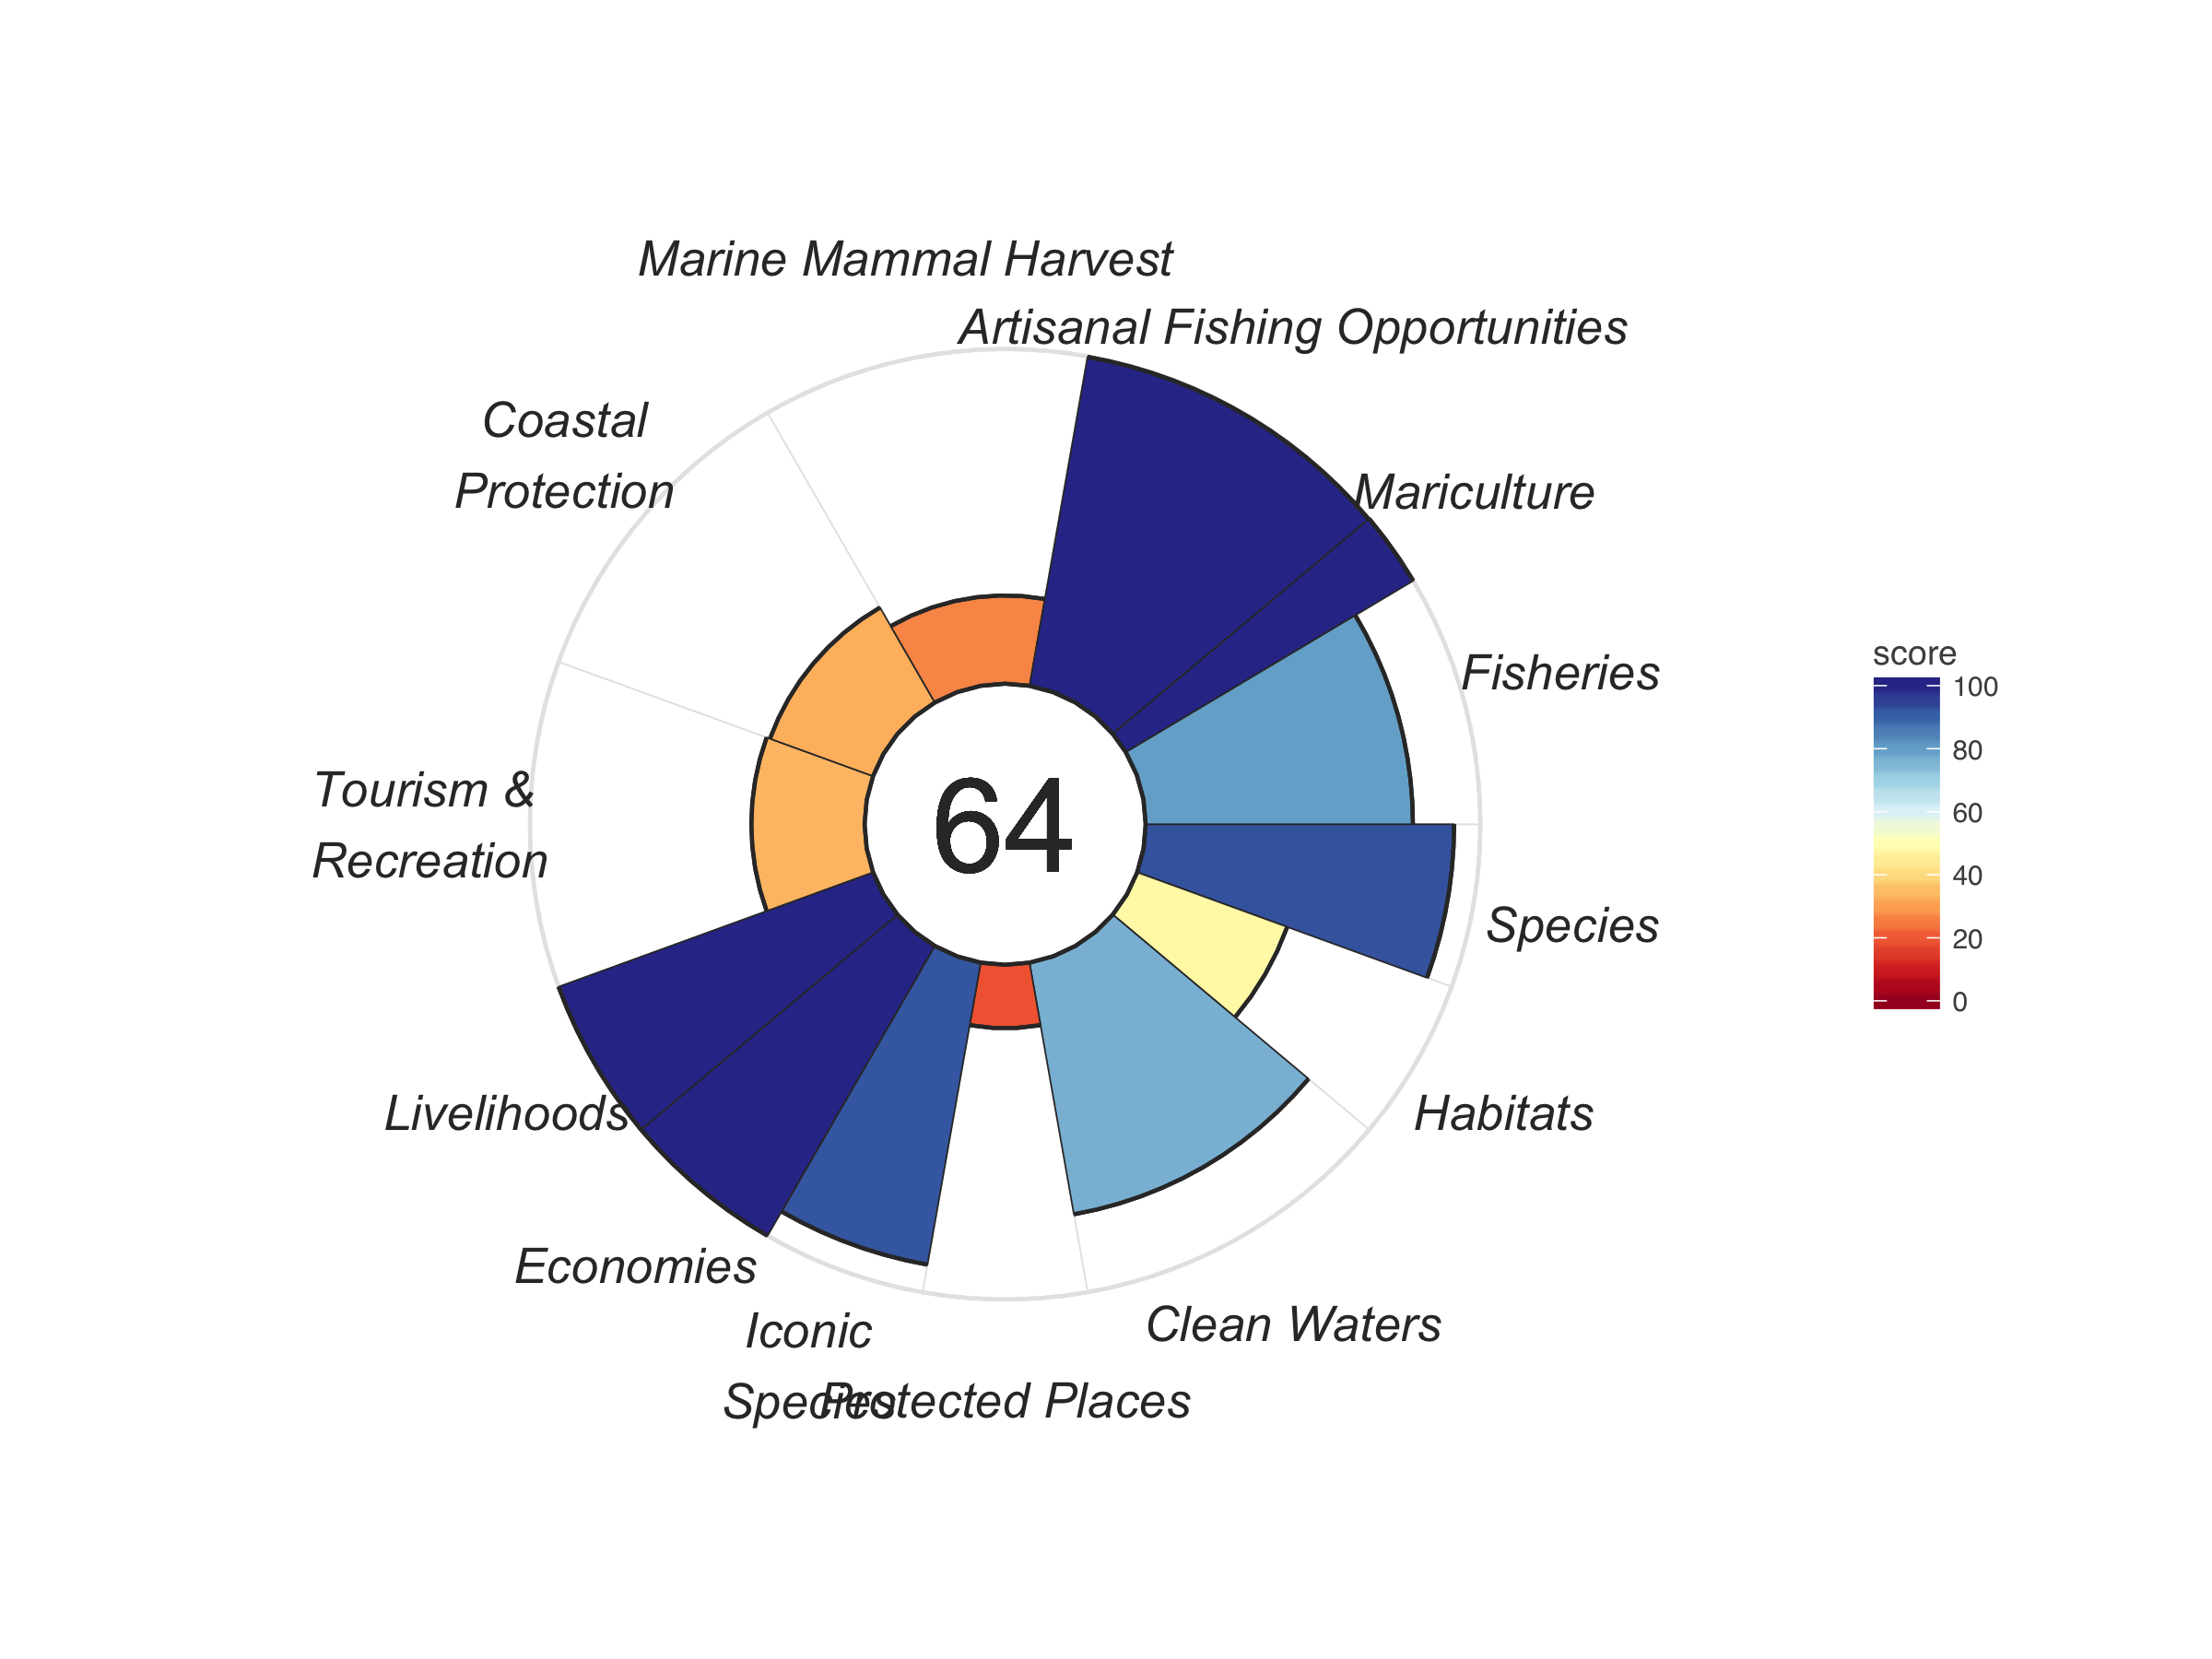 Marine Mammal Harvest
Artisanal Fishing Opportunities
Coastal
Protection
Mariculture
Fisheries
score
100
80
60
40
20
0
Tourism &
Recreation
64
Species
Livelihoods
Habitats
Economies
Clean Waters
Iconic
Species
Protected Places